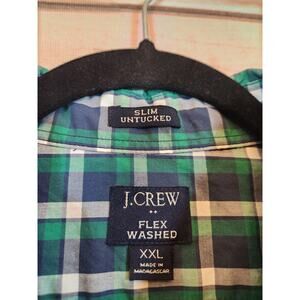 SLIM
UNTUCKED
J.CREW
FLEX
WASHED
XXL
MADE IN
MADAGASCAR